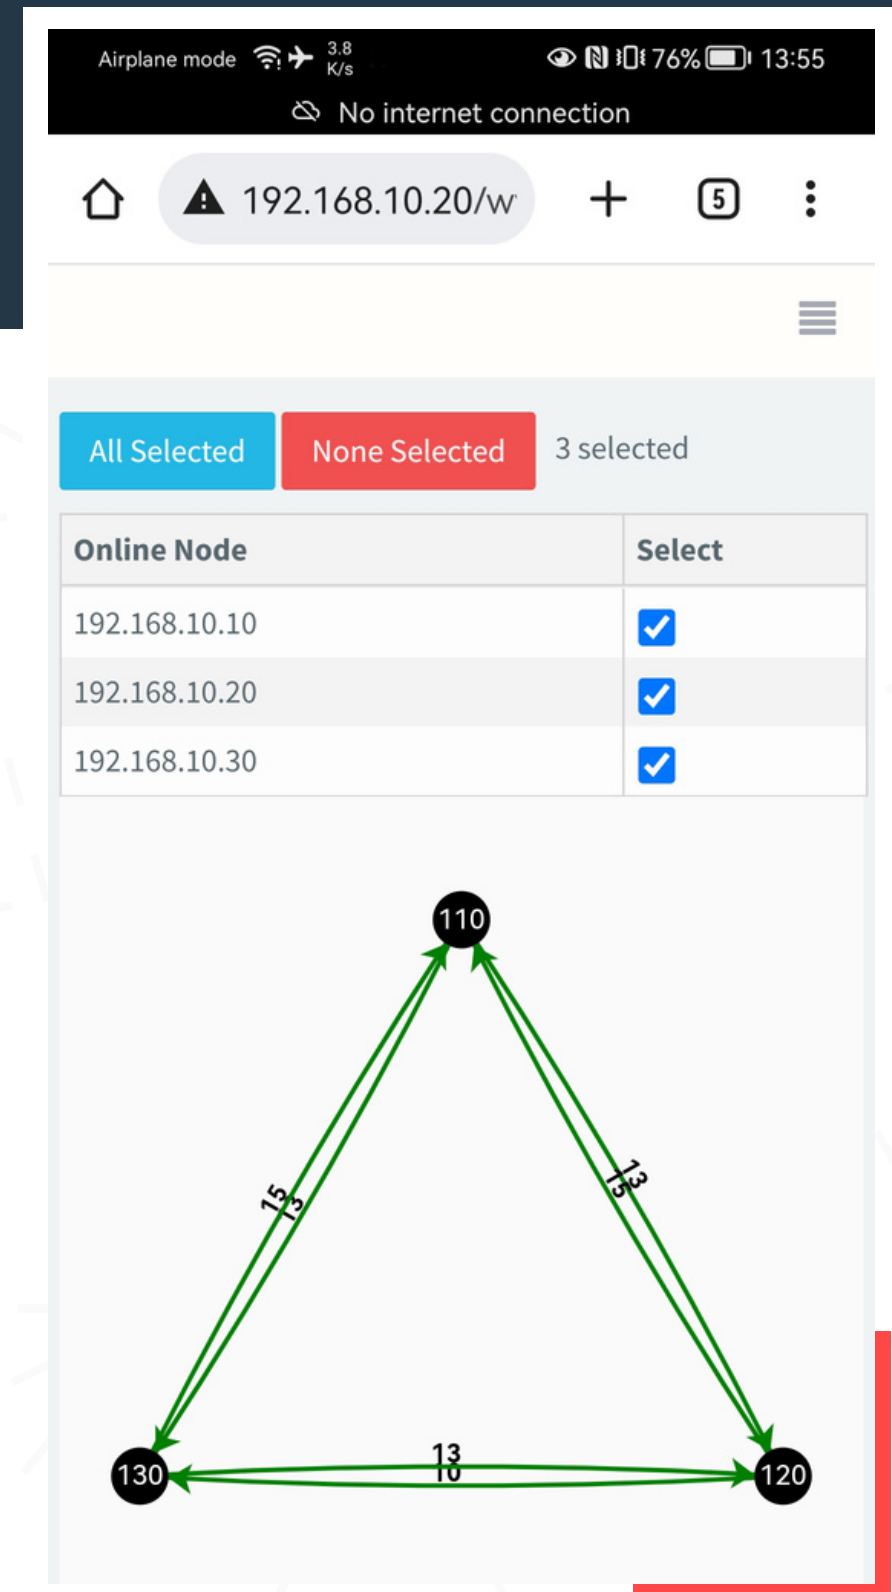 Airplane mode 3.8 K/s 76% 13:55
No internet connection
192.168.10.20/w 5
All Selected None Selected 3 selected
Online Node Select
192.168.10.10
192.168.10.20
192.168.10.30
110
15 13 13 15
13
10
130 120